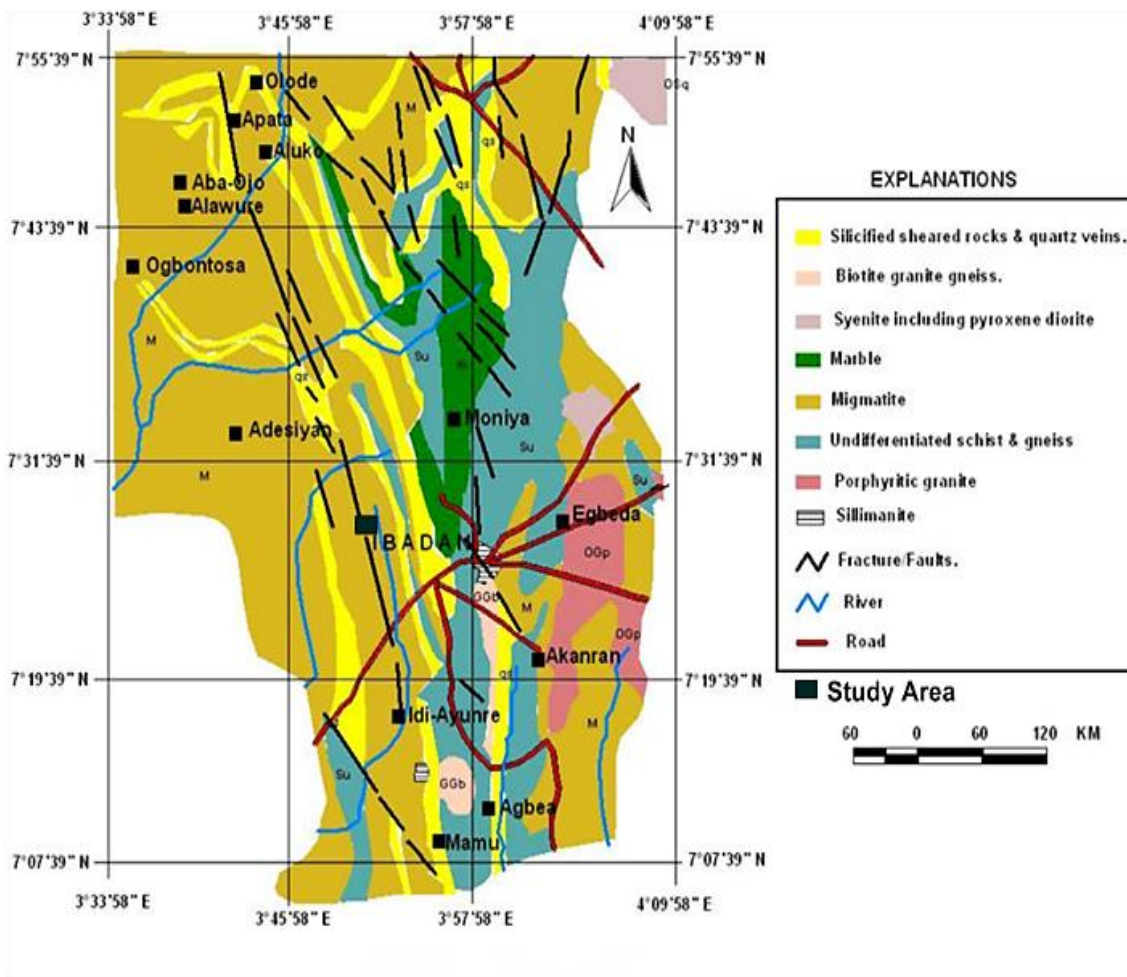 3°33'58" E
3°45'58" E
3°57'58" E
4°09'58" E
7°55'39" N
7°55'39" N
Olode
OSq
M
Apata
N
qs
Aluko
qs
Aba-Ojo
Alawure
7°43'39" N
7°43'39" N
Ogbontosa
M
Su
qs
Moniya
Adesiyan
Su
7°31'39" N
7°31'39" N
M
Su
Egbeda
IBADAN
OGp
GGb
M
OGp
Akanran
7°19'39" N
7°19'39" N
qs
Idi-Ayunre
M
Su
GGb
Agbea
Mamu
7°07'39" N
7°07'39" N
3°33'58" E
3°45'58" E
3°57'58" E
4°09'58" E
EXPLANATIONS
Silicified sheared rocks & quartz veins.
Biotite granite gneiss.
Syenite including pyroxene diorite
Marble
Migmatite
Undifferentiated schist & gneiss
Porphyritic granite
Sillimanite
Fracture/Faults.
River
Road
Study Area
60 0 60 120 KM